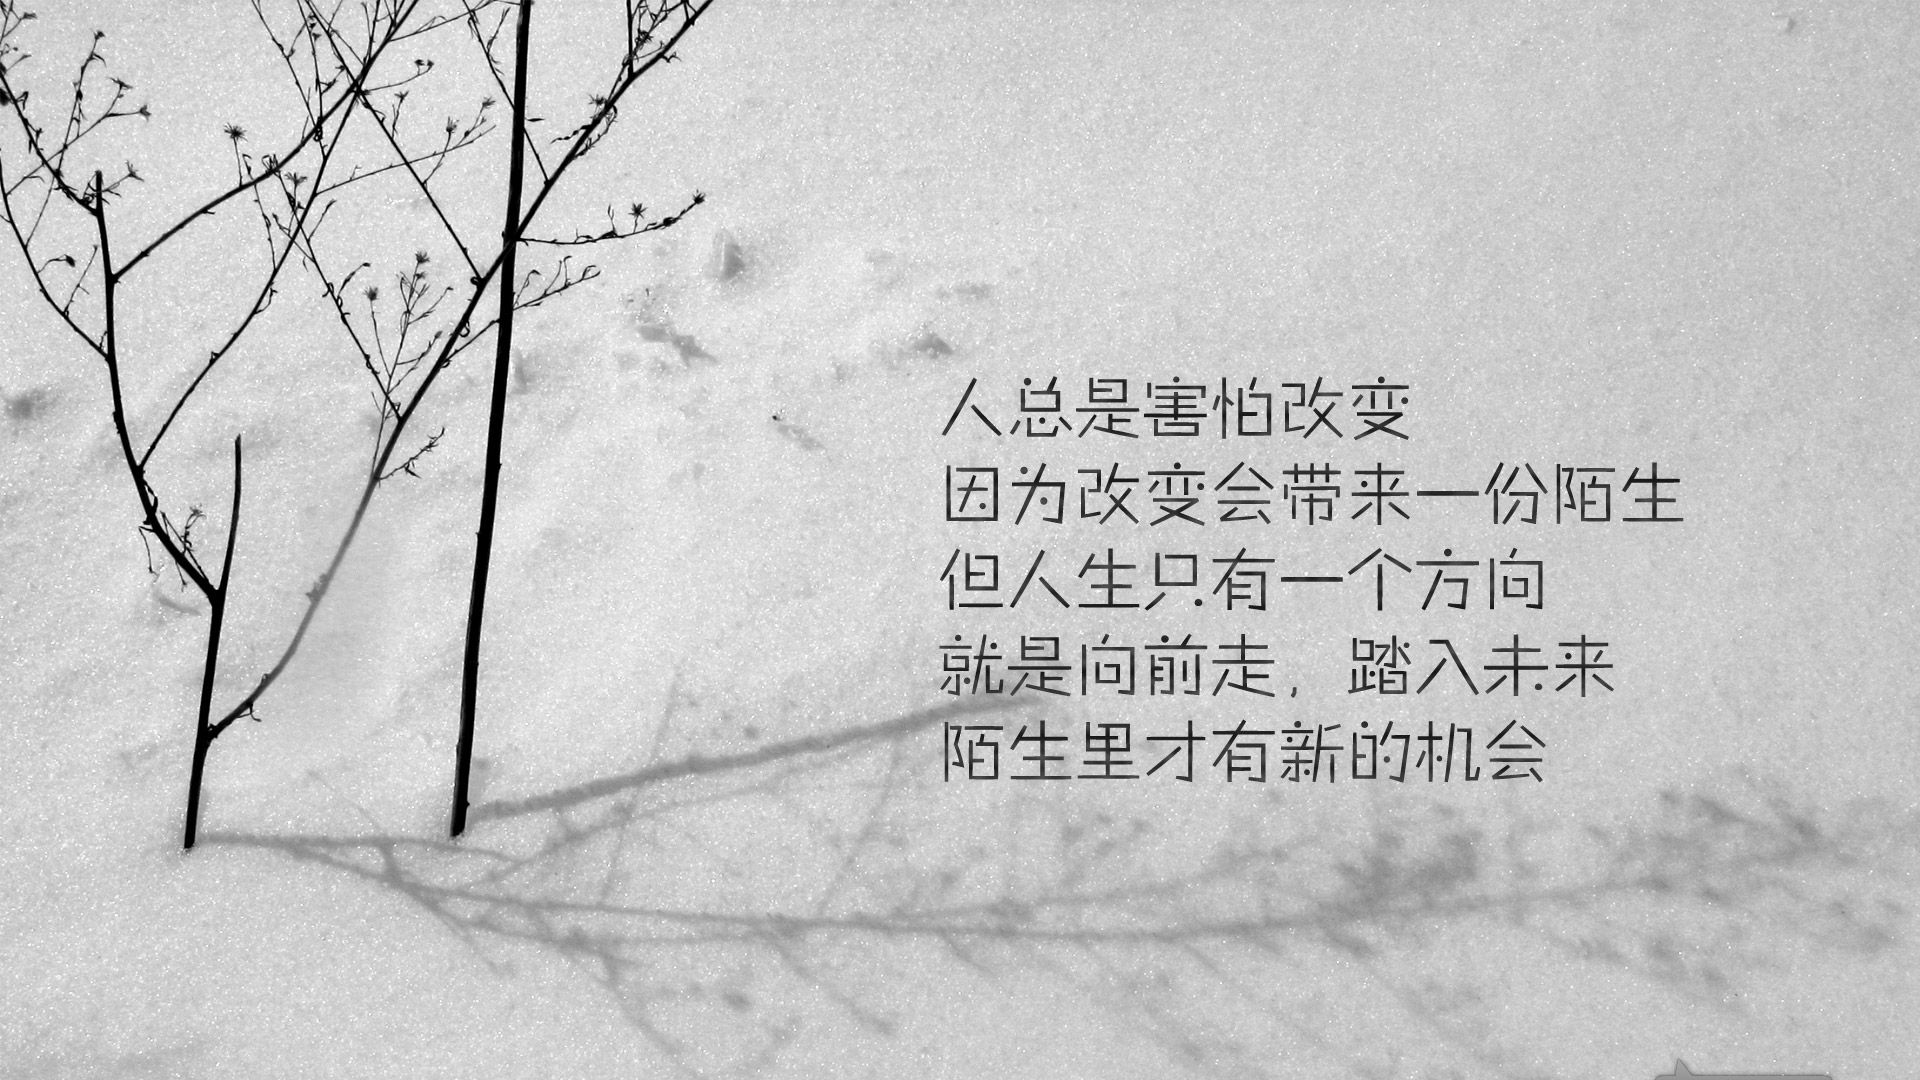 人总是害怕改变
因为改变会带来一份陌生
但人生只有一个方向
就是向前走，踏入未来
陌生里才有新的机会